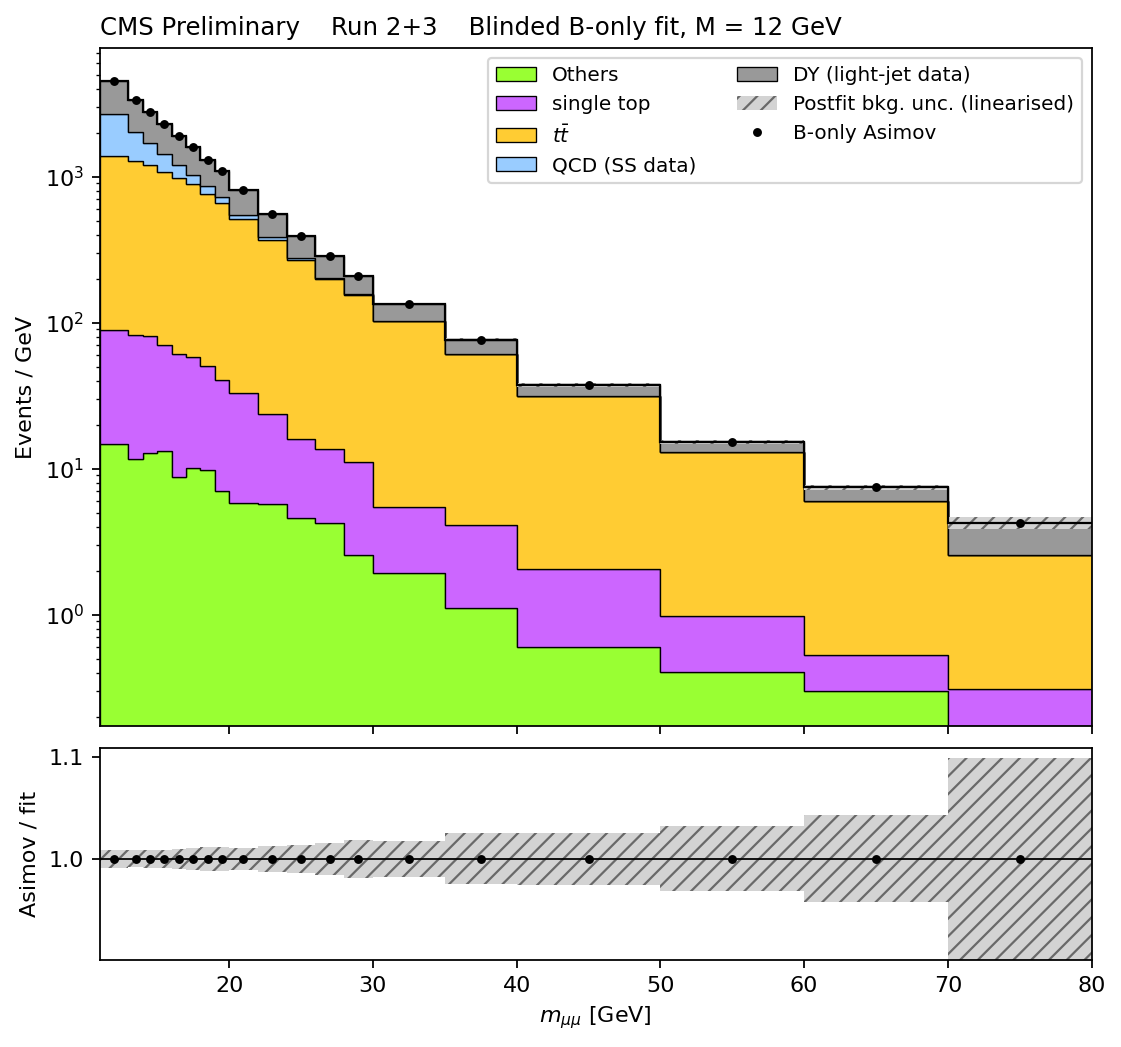 CMS Preliminary    Run 2+3    Blinded B-only fit, M = 12 GeV
Others
single top
tt̄
QCD (SS data)
DY (light-jet data)
Postfit bkg. unc. (linearised)
B-only Asimov
Events / GeV
10³
10²
10¹
10⁰
Asimov / fit
1.1
1.0
20 30 40 50 60 70 80
m_μμ [GeV]